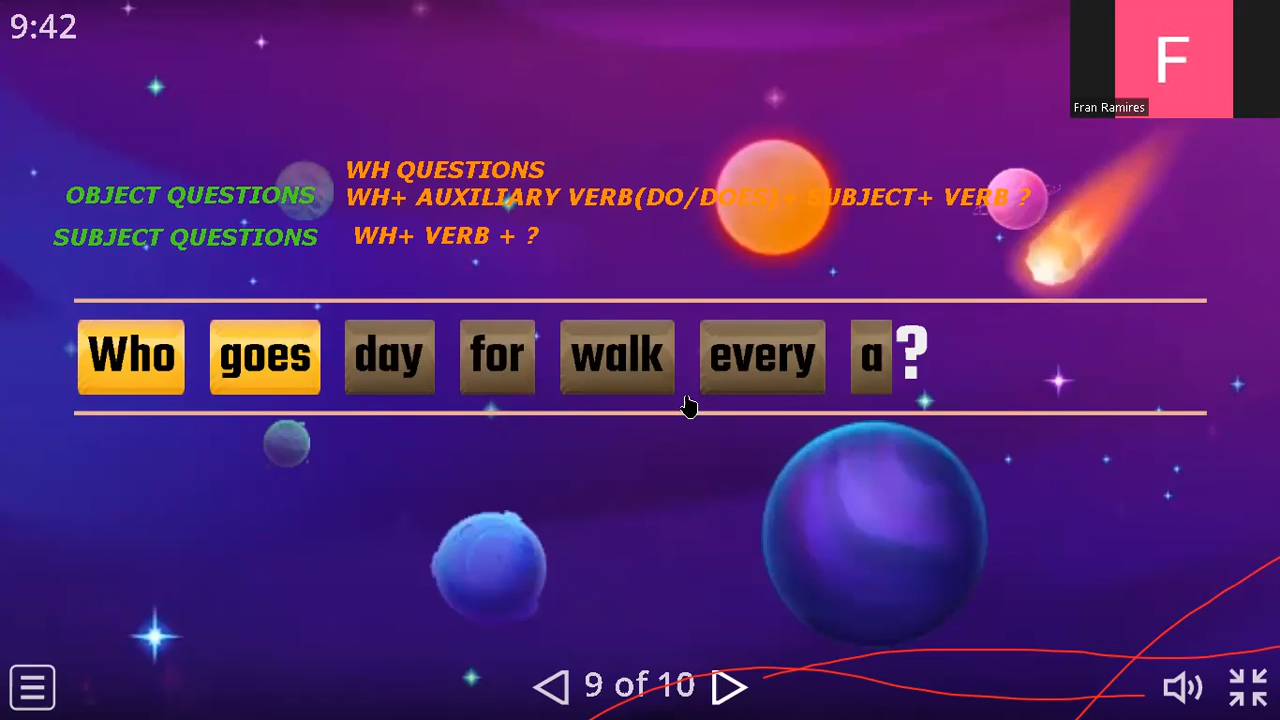 9:42
F
Fran Ramires
WH QUESTIONS
OBJECT QUESTIONS WH+ AUXILIARY VERB(DO/DOES)+ SUBJECT+ VERB ?
SUBJECT QUESTIONS WH+ VERB + ?
Who goes day for walk every a ?
9 of 10